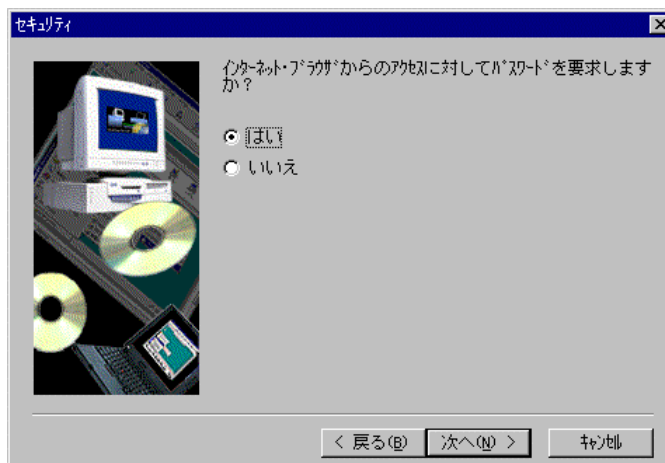 セキュリティ
インターネット・ブラウザからのアクセスに対してパスワードを要求します
か?
はい
いいえ
< 戻る(B)
次へ(N) >
キャンセル